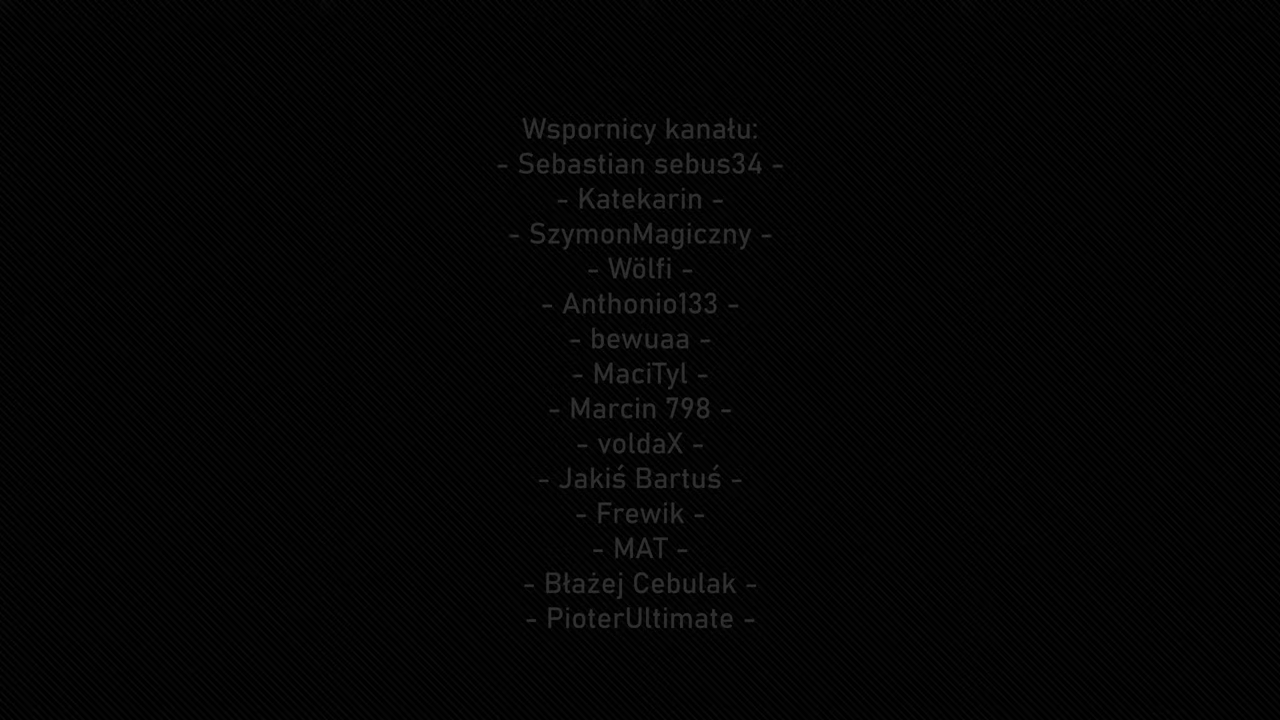 Wspornicy kanału:
- Sebastian sebus34 -
- Katekarin -
- SzymonMagiczny -
- Wölfi -
- Anthonio133 -
- bewuaa -
- MaciTyl -
- Marcin 798 -
- voldaX -
- Jakiś Bartuś -
- Frewik -
- MAT -
- Błażej Cebulak -
- PioterUltimate -